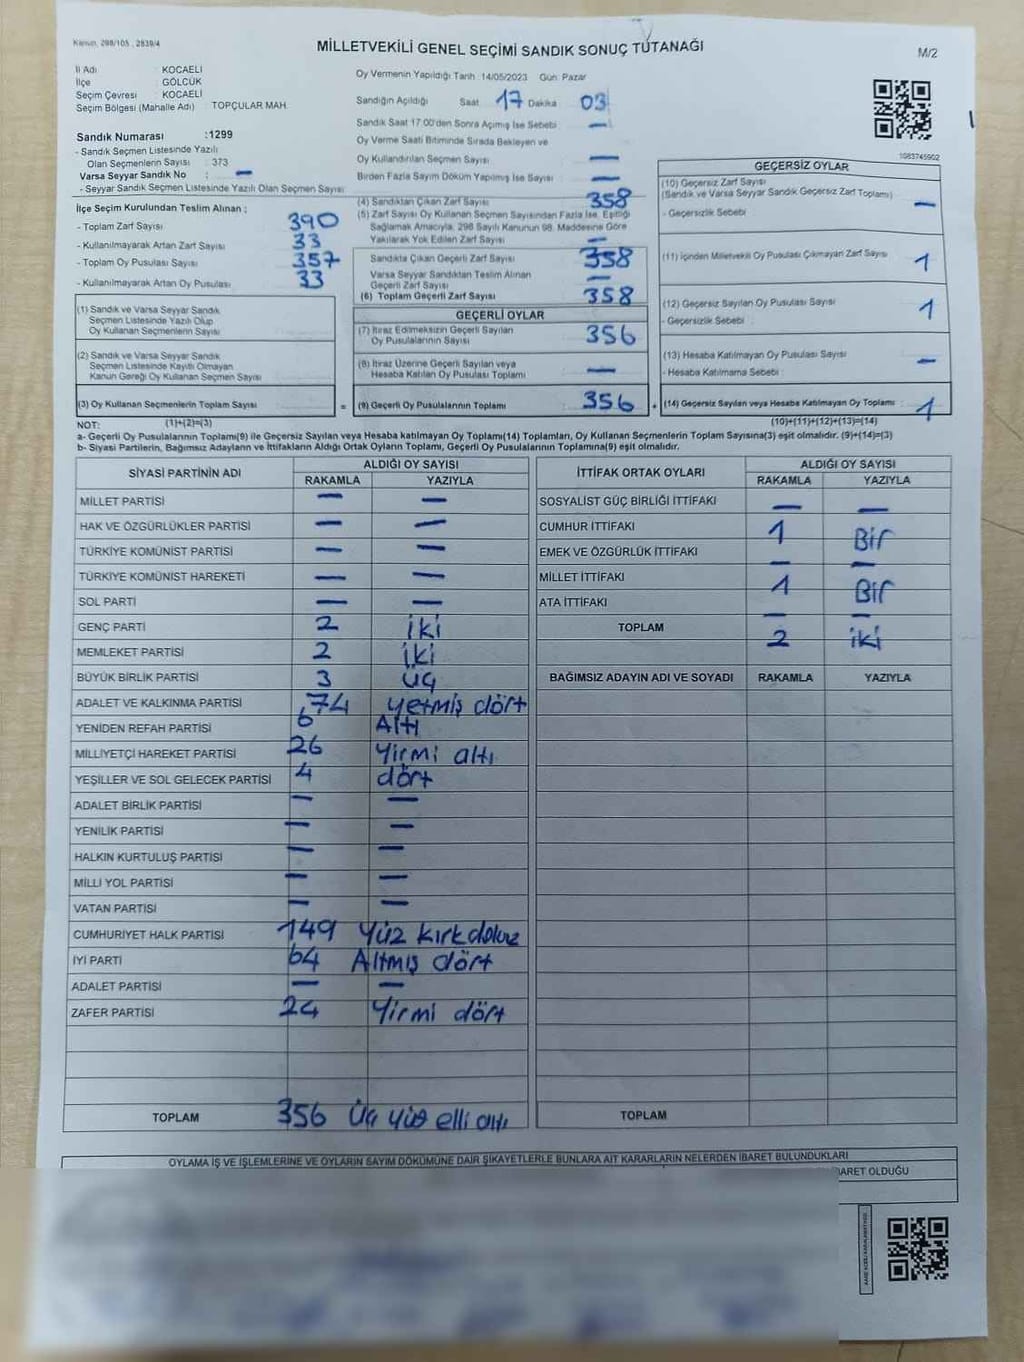 Kanun, 298/105 , 2839/4
MİLLETVEKİLİ GENEL SEÇİMİ SANDIK SONUÇ TUTANAĞI
M/2
İl Adı : KOCAELİ
İlçe : GÖLCÜK
Seçim Çevresi : KOCAELİ
Seçim Bölgesi (Mahalle Adı) : TOPÇULAR MAH.
Sandık Numarası :1299
- Sandık Seçmen Listesinde Yazılı
Olan Seçmenlerin Sayısı : 373
Varsa Seyyar Sandık No : —
- Seyyar Sandık Seçmen Listesinde Yazılı Olan Seçmen Sayısı
Oy Vermenin Yapıldığı Tarih :14/05/2023 Gün: Pazar
Sandığın Açıldığı Saat 17 Dakika 03
Sandık Saat 17:00'den Sonra Açılmış İse Sebebi : —
Oy Verme Saati Bitiminde Sırada Bekleyen ve
Oy Kullandırılan Seçmen Sayısı : —
Birden Fazla Sayım Döküm Yapılmış İse Sayısı : —
1083745902
İlçe Seçim Kurulundan Teslim Alınan ;
- Toplam Zarf Sayısı : 390
- Kullanılmayarak Artan Zarf Sayısı : 33
- Toplam Oy Pusulası Sayısı : 357
- Kullanılmayarak Artan Oy Pusulası : 33
(1) Sandık ve Varsa Seyyar Sandık
Seçmen Listesinde Yazılı Olup
Oy Kullanan Seçmenlerin Sayısı
(2) Sandık ve Varsa Seyyar Sandık
Seçmen Listesinde Kayıtlı Olmayan
Kanun Gereği Oy Kullanan Seçmen Sayısı
(3) Oy Kullanan Seçmenlerin Toplam Sayısı :
(4) Sandıktan Çıkan Zarf Sayısı : 358
(5) Zarf Sayısı Oy Kullanan Seçmen Sayısından Fazla İse, Eşitliği
Sağlamak Amacıyla, 298 Sayılı Kanunun 98. Maddesine Göre
Yakılarak Yok Edilen Zarf Sayısı : —
Sandıkta Çıkan Geçerli Zarf Sayısı : 358
Varsa Seyyar Sandıktan Teslim Alınan
Geçerli Zarf Sayısı : —
(6) Toplam Geçerli Zarf Sayısı : 358
GEÇERLİ OYLAR
(7) İtiraz Edilmeksizin Geçerli Sayılan
Oy Pusulalarının Sayısı : 356
(8) İtiraz Üzerine Geçerli Sayılan veya
Hesaba Katılan Oy Pusulası Toplamı : —
= (9) Geçerli Oy Pusulalarının Toplamı : 356 +
GEÇERSİZ OYLAR
(10) Geçersiz Zarf Sayısı
(Sandık ve Varsa Seyyar Sandık Geçersiz Zarf Toplamı) : —
- Geçersizlik Sebebi :
(11) İçinden Milletvekili Oy Pusulası Çıkmayan Zarf Sayısı : 1
(12) Geçersiz Sayılan Oy Pusulası Sayısı : 1
- Geçersizlik Sebebi :
(13) Hesaba Katılmayan Oy Pusulası Sayısı : —
- Hesaba Katılmama Sebebi :
(14) Geçersiz Sayılan veya Hesaba Katılmayan Oy Toplamı : 1
NOT: (1)+(2)=(3) (10)+(11)+(12)+(13)=(14)
a- Geçerli Oy Pusulalarının Toplamı(9) ile Geçersiz Sayılan veya Hesaba katılmayan Oy Toplamı(14) Toplamları, Oy Kullanan Seçmenlerin Toplam Sayısına(3) eşit olmalıdır. (9)+(14)=(3)
b- Siyasi Partilerin, Bağımsız Adayların ve İttifakların Aldığı Ortak Oyların Toplamı, Geçerli Oy Pusulalarının Toplamına(9) eşit olmalıdır.
SİYASİ PARTİNİN ADI ALDIĞI OY SAYISI
RAKAMLA YAZIYLA
MİLLET PARTİSİ — —
HAK VE ÖZGÜRLÜKLER PARTİSİ — —
TÜRKİYE KOMÜNİST PARTİSİ — —
TÜRKİYE KOMÜNİST HAREKETİ — —
SOL PARTİ — —
GENÇ PARTİ 2 iki
MEMLEKET PARTİSİ 2 iki
BÜYÜK BİRLİK PARTİSİ 3 üç
ADALET VE KALKINMA PARTİSİ 74 yetmiş dört
YENİDEN REFAH PARTİSİ 6 Altı
MİLLİYETÇİ HAREKET PARTİSİ 26 Yirmi altı
YEŞİLLER VE SOL GELECEK PARTİSİ 4 dört
ADALET BİRLİK PARTİSİ — —
YENİLİK PARTİSİ — —
HALKIN KURTULUŞ PARTİSİ — —
MİLLİ YOL PARTİSİ — —
VATAN PARTİSİ — —
CUMHURİYET HALK PARTİSİ 149 Yüz kırk dokuz
İYİ PARTİ 64 Altmış dört
ADALET PARTİSİ — —
ZAFER PARTİSİ 24 Yirmi dört
TOPLAM 356 Üç yüz elli altı
İTTİFAK ORTAK OYLARI ALDIĞI OY SAYISI
RAKAMLA YAZIYLA
SOSYALİST GÜÇ BİRLİĞİ İTTİFAKI — —
CUMHUR İTTİFAKI 1 Bir
EMEK VE ÖZGÜRLÜK İTTİFAKI — —
MİLLET İTTİFAKI 1 Bir
ATA İTTİFAKI — —
TOPLAM 2 iki
BAĞIMSIZ ADAYIN ADI VE SOYADI RAKAMLA YAZIYLA
TOPLAM
OYLAMA İŞ VE İŞLEMLERİNE VE OYLARIN SAYIM DÖKÜMÜNE DAİR ŞİKAYETLERLE BUNLARA AİT KARARLARIN NELERDEN İBARET BULUNDUKLARI
İBARET OLDUĞU